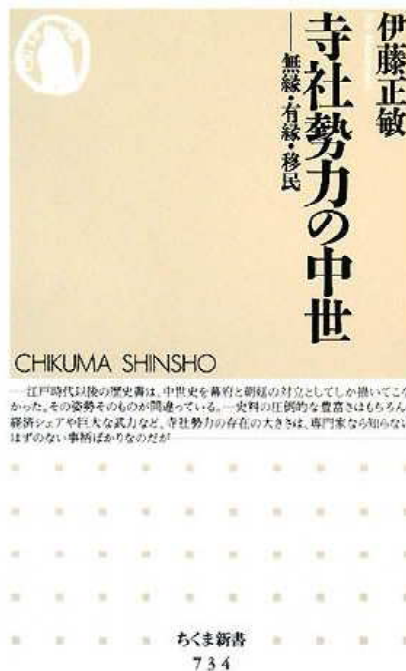 伊藤正敏
寺社勢力の中世
――無縁・有縁・移民
CHIKUMA SHINSHO
――江戸時代以後の歴史書は、中世史を幕府と朝廷の対立としてしか描いてこな
かった。その姿勢そのものが間違っている。――史料の圧倒的な豊富さはもちろん、
経済シェアや巨大な武力など、寺社勢力の存在の大きさは、専門家なら知らない
はずのない事柄ばかりなのだが
ちくま新書
734